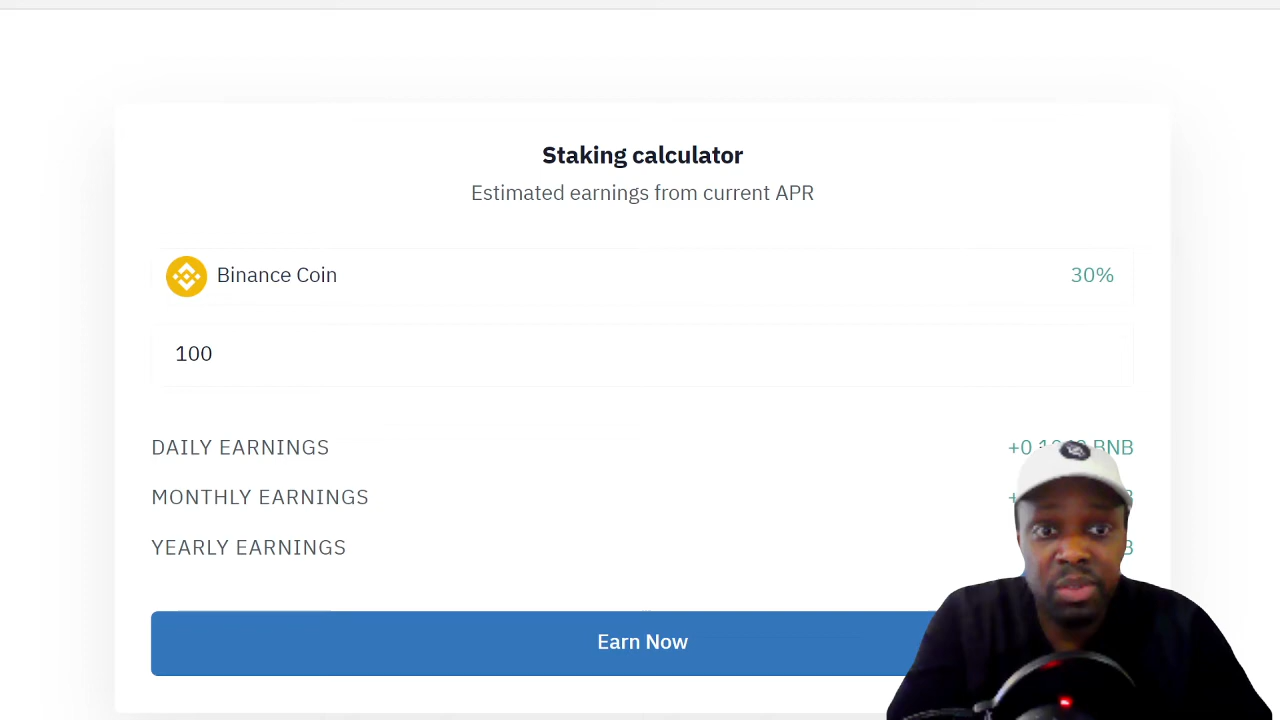 Staking calculator
Estimated earnings from current APR
Binance Coin
30%
100
DAILY EARNINGS
BNB
MONTHLY EARNINGS
YEARLY EARNINGS
Earn Now